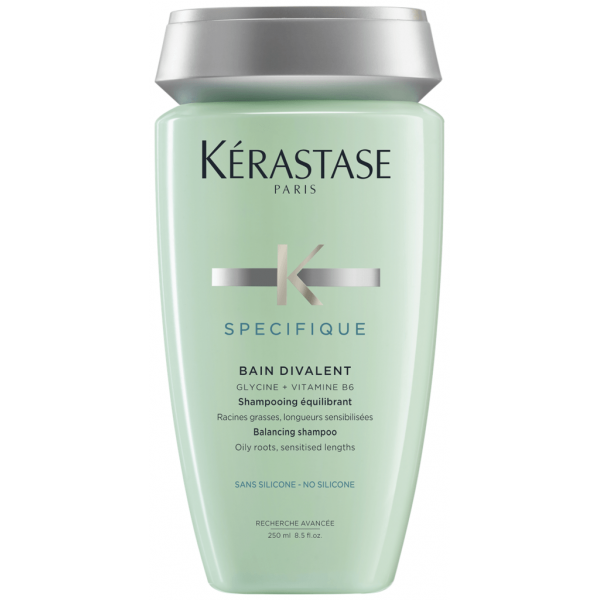 KÉRASTASE
PARIS
K
SPECIFIQUE
BAIN DIVALENT
GLYCINE + VITAMINE B6
Shampooing équilibrant
Racines grasses, longueurs sensibilisées
Balancing shampoo
Oily roots, sensitised lengths
SANS SILICONE - NO SILICONE
RECHERCHE AVANCÉE
250 ml 8.5 fl.oz.